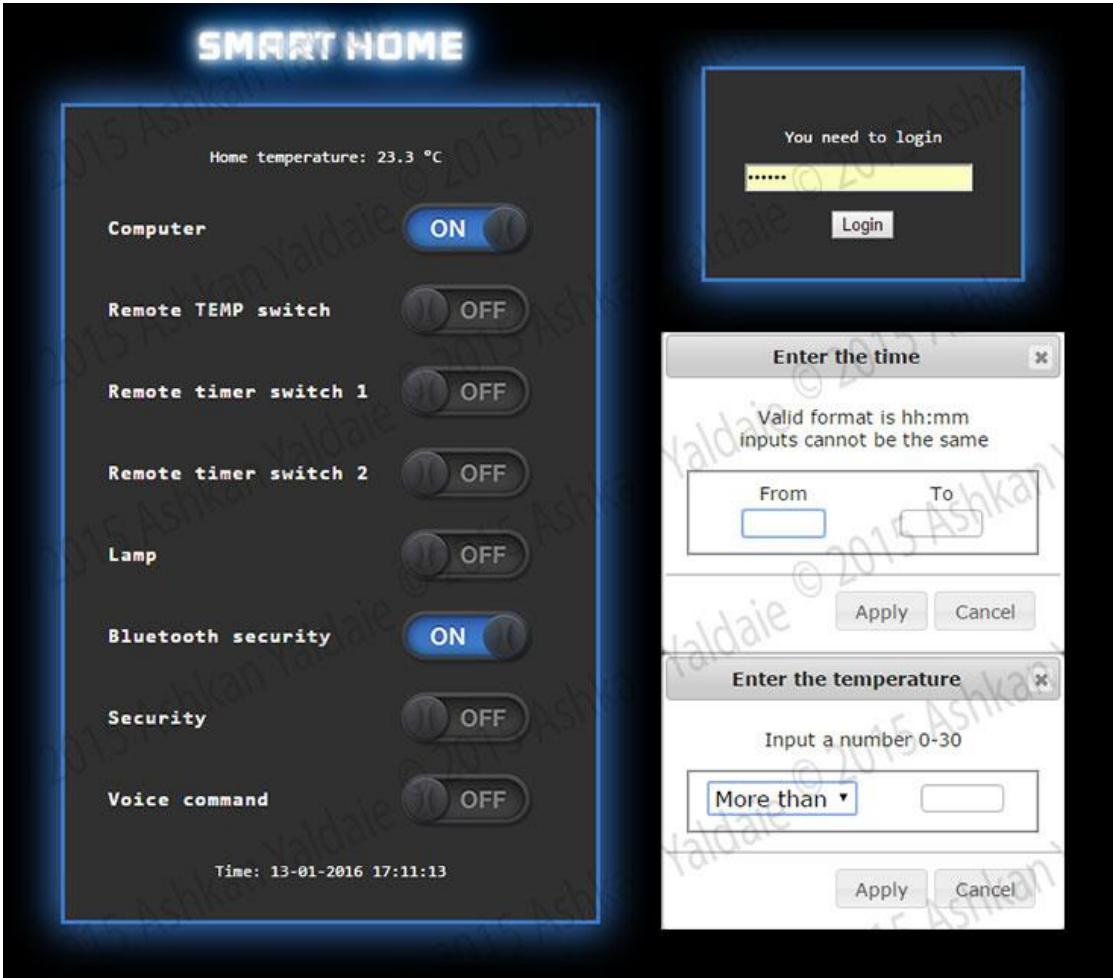 SMART HOME
Home temperature: 23.3 °C
Computer ON
Remote TEMP switch OFF
Remote timer switch 1 OFF
Remote timer switch 2 OFF
Lamp OFF
Bluetooth security ON
Security OFF
Voice command OFF
Time: 13-01-2016 17:11:13
You need to login
••••••
Login
Enter the time
Valid format is hh:mm
inputs cannot be the same
From To
Apply Cancel
Enter the temperature
Input a number 0-30
More than
Apply Cancel
© 2015 Ashkan Yaldaie